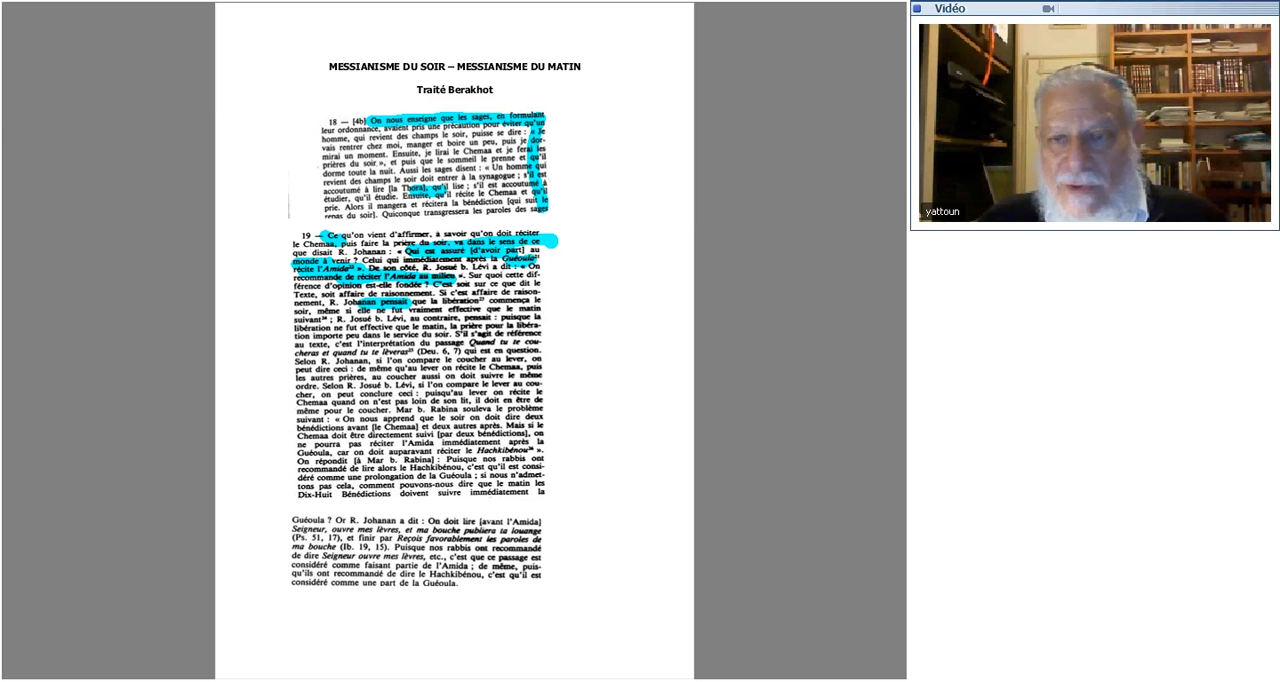 MESSIANISME DU SOIR – MESSIANISME DU MATIN
Traité Berakhot
18 — [4b] On nous enseigne que les sages, en formulant
leur ordonnance, avaient pris une précaution pour éviter qu'un
homme, qui revient des champs le soir, puisse se dire : « Je
vais rentrer chez moi, manger et boire un peu, puis je dor-
mirai un moment. Ensuite, je lirai le Chemaa et je ferai les
prières du soir », et puis que le sommeil le prenne et qu'il
dorme toute la nuit. Aussi les sages disent : « Un homme qui
revient des champs le soir doit entrer à la synagogue ; s'il est
accoutumé à lire [la Thora], qu'il lise ; s'il est accoutumé à
étudier, qu'il étudie. Ensuite, qu'il récite le Chemaa et qu'il
prie. Alors il mangera et récitera la bénédiction [qui suit le
repas du soir]. Quiconque transgressera les paroles des sages
19 — Ce qu'on vient d'affirmer, à savoir qu'on doit réciter
le Chemaa, puis faire la prière du soir, va dans le sens de ce
que disait R. Johanan : « Qui est assuré [d'avoir part] au
monde à venir ? Celui qui immédiatement après la Guéoula²¹
récite l'Amida²² ». De son côté, R. Josué b. Lévi a dit : « On
recommande de réciter l'Amida au milieu ». Sur quoi cette dif-
férence d'opinion est-elle fondée ? C'est soit sur ce que dit le
Texte, soit affaire de raisonnement. Si c'est affaire de raison-
nement, R. Johanan pensait que la libération²³ commença le
soir, même si elle ne fut vraiment effective que le matin
suivant²⁴ ; R. Josué b. Lévi, au contraire, pensait : puisque la
libération ne fut effective que le matin, la prière pour la libéra-
tion importe peu dans le service du soir. S'il s'agit de référence
au texte, c'est l'interprétation du passage Quand tu te cou-
cheras et quand tu te lèveras²⁵ (Deu. 6, 7) qui est en question.
Selon R. Johanan, si l'on compare le coucher au lever, on
peut dire ceci : de même qu'au lever on récite le Chemaa, puis
les autres prières, au coucher aussi on doit suivre le même
ordre. Selon R. Josué b. Lévi, si l'on compare le lever au cou-
cher, on peut conclure ceci : puisqu'au lever on récite le
Chemaa quand on n'est pas loin de son lit, il doit en être de
même pour le coucher. Mar b. Rabina souleva le problème
suivant : « On nous apprend que le soir on doit dire deux
bénédictions avant [le Chemaa] et deux autres après. Mais si le
Chemaa doit être directement suivi [par deux bénédictions], on
ne pourra pas réciter l'Amida immédiatement après la
Guéoula, car on doit auparavant réciter le Hachkibénou²⁶ ».
On répondit [à Mar b. Rabina] : Puisque nos rabbis ont
recommandé de lire alors le Hachkibénou, c'est qu'il est consi-
déré comme une prolongation de la Guéoula ; si nous n'admet-
tons pas cela, comment pouvons-nous dire que le matin les
Dix-Huit Bénédictions doivent suivre immédiatement la
Guéoula ? Or R. Johanan a dit : On doit lire [avant l'Amida]
Seigneur, ouvre mes lèvres, et ma bouche publiera ta louange
(Ps. 51, 17), et finir par Reçois favorablement les paroles de
ma bouche (Ib. 19, 15). Puisque nos rabbis ont recommandé
de dire Seigneur ouvre mes lèvres, etc., c'est que ce passage est
considéré comme faisant partie de l'Amida ; de même, puis-
qu'ils ont recommandé de dire le Hachkibénou, c'est qu'il est
considéré comme une part de la Guéoula.
Vidéo
yattoun